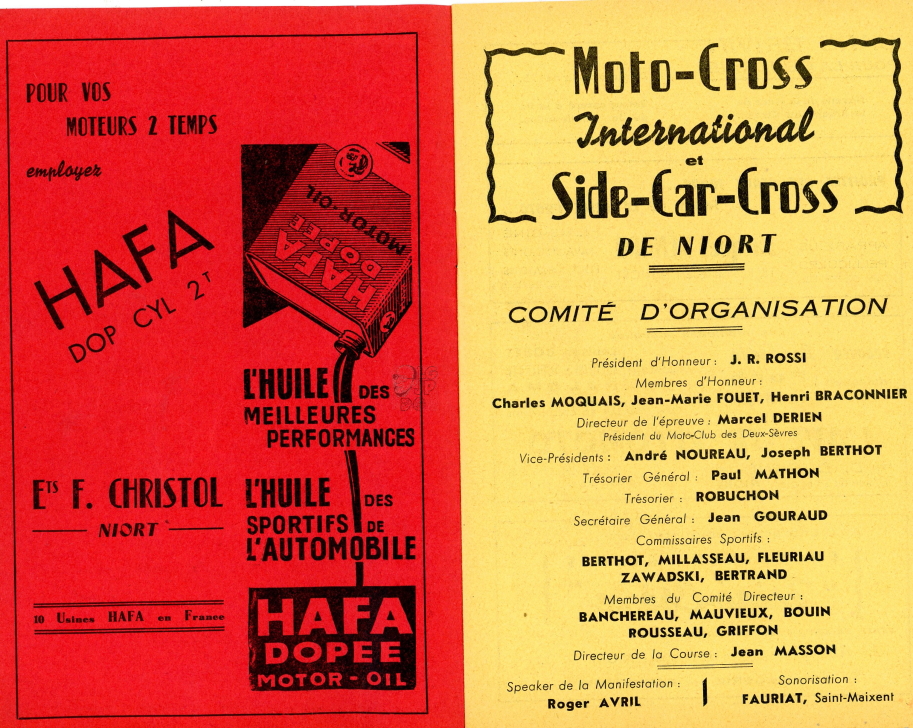 POUR VOS
MOTEURS 2 TEMPS
employez
HAFA
DOP CYL 2T
MOTOR-OIL
HAFA
DOPEE
L'HUILE DES
MEILLEURES
PERFORMANCES
Ets F. CHRISTOL
NIORT
L'HUILE DES
SPORTIFS DE
L'AUTOMOBILE
10 Usines HAFA en France
HAFA
DOPEE
MOTOR-OIL
Moto-Cross
International
et
Side-Car-Cross
DE NIORT
COMITÉ D'ORGANISATION
Président d'Honneur : J. R. ROSSI
Membres d'Honneur :
Charles MOQUAIS, Jean-Marie FOUET, Henri BRACONNIER
Directeur de l'épreuve : Marcel DERIEN
Président du Moto-Club des Deux-Sèvres
Vice-Présidents : André NOUREAU, Joseph BERTHOT
Trésorier Général : Paul MATHON
Trésorier : ROBUCHON
Secrétaire Général : Jean GOURAUD
Commissaires Sportifs :
BERTHOT, MILLASSEAU, FLEURIAU
ZAWADSKI, BERTRAND
Membres du Comité Directeur :
BANCHEREAU, MAUVIEUX, BOUIN
ROUSSEAU, GRIFFON
Directeur de la Course : Jean MASSON
Speaker de la Manifestation :
Roger AVRIL
Sonorisation :
FAURIAT, Saint-Maixent